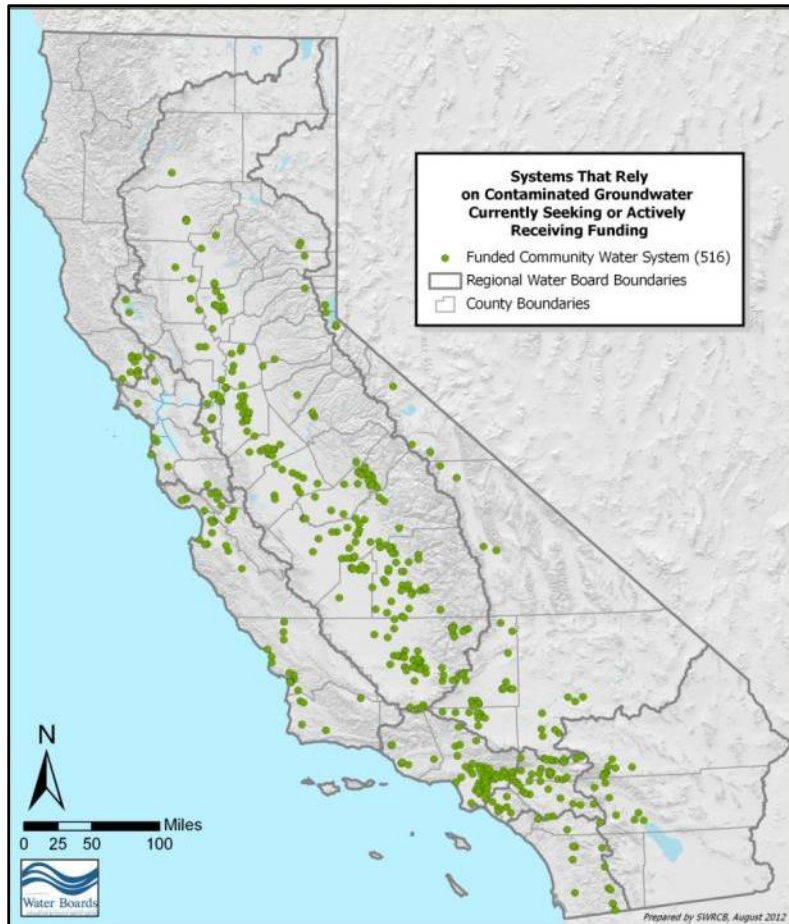 Systems That Rely
on Contaminated Groundwater
Currently Seeking or Actively
Receiving Funding
Funded Community Water System (516)
Regional Water Board Boundaries
County Boundaries
N
Miles
0 25 50 100
Water Boards
Prepared by SWRCB, August 2012